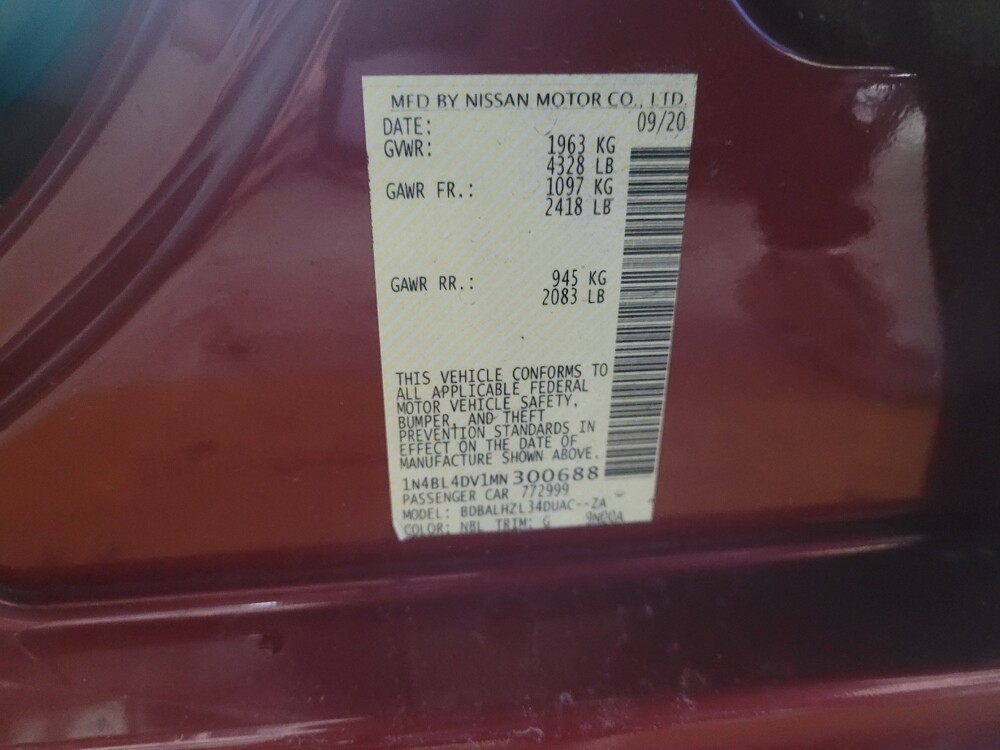 MFD BY NISSAN MOTOR CO., LTD.
DATE: 09/20
GVWR: 1963 KG
4328 LB
GAWR FR.: 1097 KG
2418 LB
GAWR RR.: 945 KG
2083 LB
THIS VEHICLE CONFORMS TO
ALL APPLICABLE FEDERAL
MOTOR VEHICLE SAFETY,
BUMPER, AND THEFT
PREVENTION STANDARDS IN
EFFECT ON THE DATE OF
MANUFACTURE SHOWN ABOVE.
1N4BL4DV1MN300688
PASSENGER CAR 772999
MODEL: BDBALHZL34DUAC--ZA
COLOR: NBL TRIM: G 9N00A